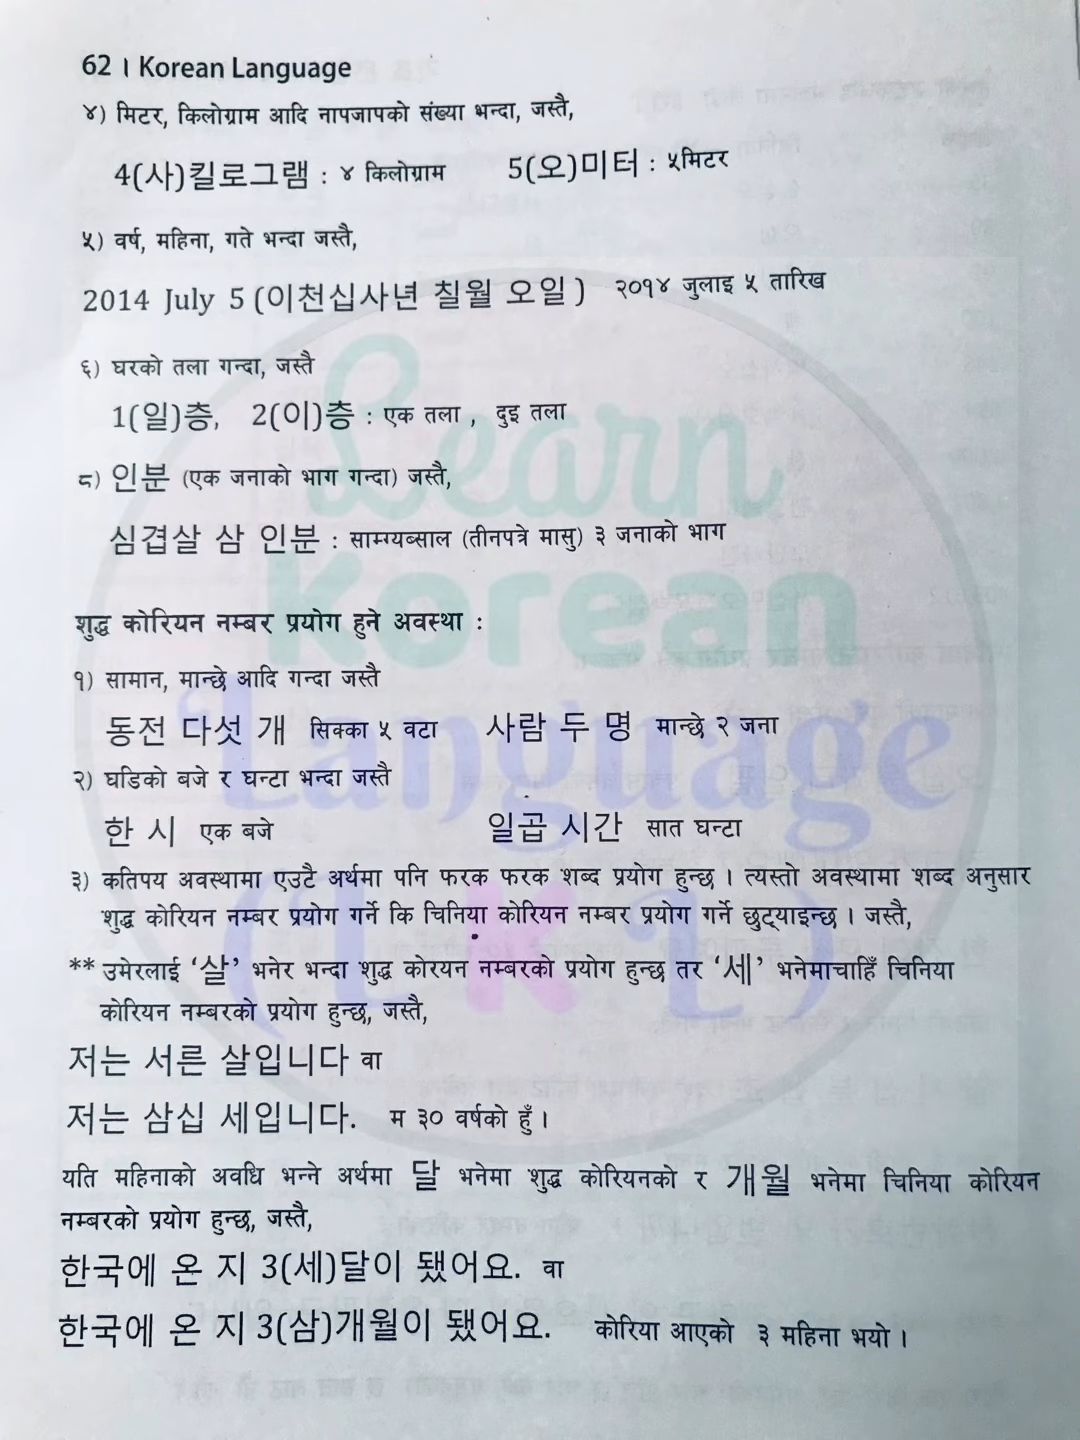 62 । Korean Language
४) मिटर, किलोग्राम आदि नापजापको संख्या भन्दा, जस्तै,
4(사)킬로그램 : ४ किलोग्राम 5(오)미터 : ५मिटर
५) वर्ष, महिना, गते भन्दा जस्तै,
2014 July 5 (이천십사년 칠월 오일) २०१४ जुलाइ ५ तारिख
६) घरको तला गन्दा, जस्तै
1(일)층, 2(이)층 : एक तला , दुइ तला
८) 인분 (एक जनाको भाग गन्दा) जस्तै,
심겹살 삼 인분 : साम्ग्यब्साल (तीनपत्रे मासु) ३ जनाको भाग
शुद्ध कोरियन नम्बर प्रयोग हुने अवस्था :
१) सामान, मान्छे आदि गन्दा जस्तै
동전 다섯 개 सिक्का ५ वटा 사람 두 명 मान्छे २ जना
२) घडिको बजे र घन्टा भन्दा जस्तै
한 시 एक बजे 일곱 시간 सात घन्टा
३) कतिपय अवस्थामा एउटै अर्थमा पनि फरक फरक शब्द प्रयोग हुन्छ । त्यस्तो अवस्थामा शब्द अनुसार
शुद्ध कोरियन नम्बर प्रयोग गर्ने कि चिनिया कोरियन नम्बर प्रयोग गर्ने छुट्याइन्छ । जस्तै,
** उमेरलाई ‘살’ भनेर भन्दा शुद्ध कोरयन नम्बरको प्रयोग हुन्छ तर ‘세’ भनेमाचाहिँ चिनिया
कोरियन नम्बरको प्रयोग हुन्छ, जस्तै,
저는 서른 살입니다 वा
저는 삼십 세입니다. म ३० वर्षको हुँ ।
यति महिनाको अवधि भन्ने अर्थमा 달 भनेमा शुद्ध कोरियनको र 개월 भनेमा चिनिया कोरियन
नम्बरको प्रयोग हुन्छ, जस्तै,
한국에 온 지 3(세)달이 됐어요. वा
한국에 온 지 3(삼)개월이 됐어요. कोरिया आएको ३ महिना भयो ।
Learn
Korean
Language
(LKL)